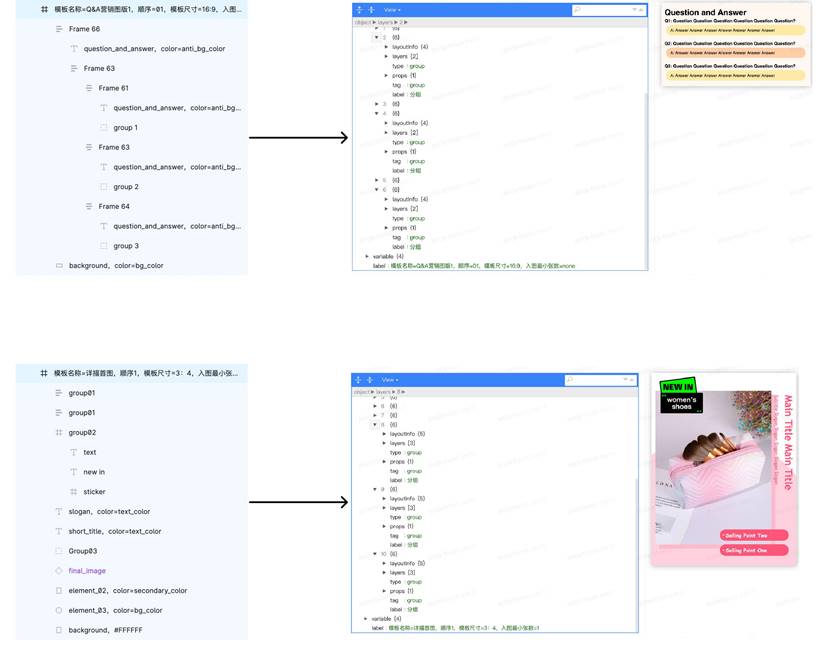 模板名称=Q&A营销图版1, 顺序=01, 模板尺寸=16:9, 入图...
Frame 66
question_and_answer, color=anti_bg_color
Frame 63
Frame 61
question_and_answer, color=anti_bg...
group 1
Frame 63
question_and_answer, color=anti_bg...
group 2
Frame 64
question_and_answer, color=anti_bg...
group 3
background, color=bg_color
View
object ▸ layers ▸ 2 ▸
2 {6}
layoutInfo {4}
layers [2]
type : group
props {1}
tag : group
label : 分组
3 {6}
4 {6}
layoutInfo {4}
layers [2]
type : group
props {1}
tag : group
label : 分组
5 {6}
6 {6}
layoutInfo {4}
layers [2]
type : group
props {1}
tag : group
label : 分组
variable {4}
label : 模板名称=Q&A营销图版1, 顺序=01, 模板尺寸=16:9, 入图最小张数=none
Question and Answer
Q1: Question Question Question Question Question Question?
A: Answer Answer Answer Answer Answer Answer Answer
Q2: Question Question Question Question Question Question?
A: Answer Answer Answer Answer Answer Answer Answer
Q3: Question Question Question Question Question Question?
A: Answer Answer Answer Answer Answer Answer Answer
模板名称=详描首图, 顺序1, 模板尺寸=3:4, 入图最小张...
group01
group01
group02
text
new in
sticker
slogan, color=text_color
short_title, color=text_color
Group03
final_image
element_02, color=secondary_color
element_03, color=bg_color
background, #FFFFFF
View
object ▸ layers ▸ 8 ▸
6 {6}
7 {6}
8 {6}
layoutInfo {5}
layers [3]
type : group
props {1}
tag : group
label : 分组
9 {6}
layoutInfo {5}
layers [3]
type : group
props {1}
tag : group
label : 分组
10 {6}
layoutInfo {5}
layers [3]
type : group
props {1}
tag : group
label : 分组
variable {4}
label : 模板名称=详描首图, 顺序1, 模板尺寸=3:4, 入图最小张数=1
NEW IN
women's
shoes
Main Title Main Title
Selling Point Two
Selling Point One